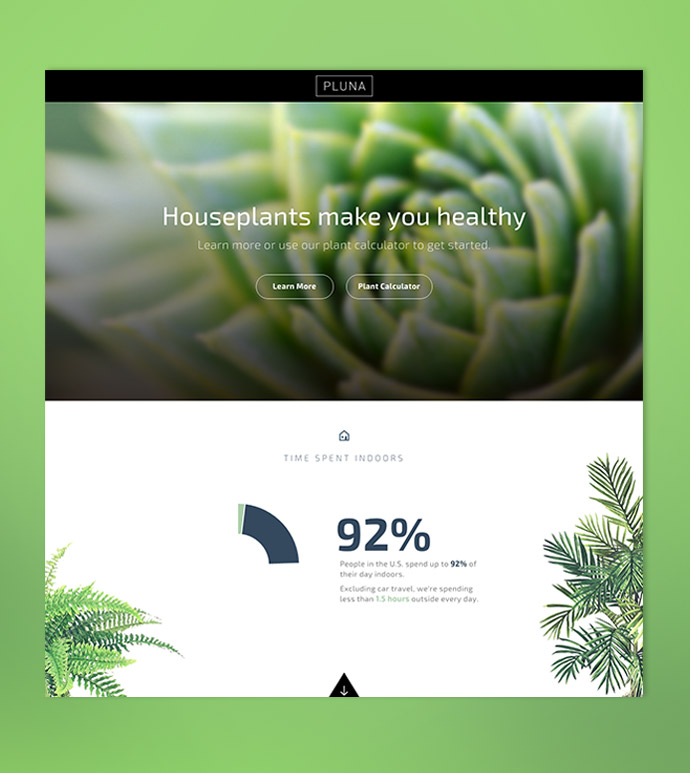 PLUNA
Houseplants make you healthy
Learn more or use our plant calculator to get started.
Learn More
Plant Calculator
TIME SPENT INDOORS
92%
People in the U.S. spend up to 92% of
their day indoors.
Excluding car travel, we're spending
less than 1.5 hours outside every day.